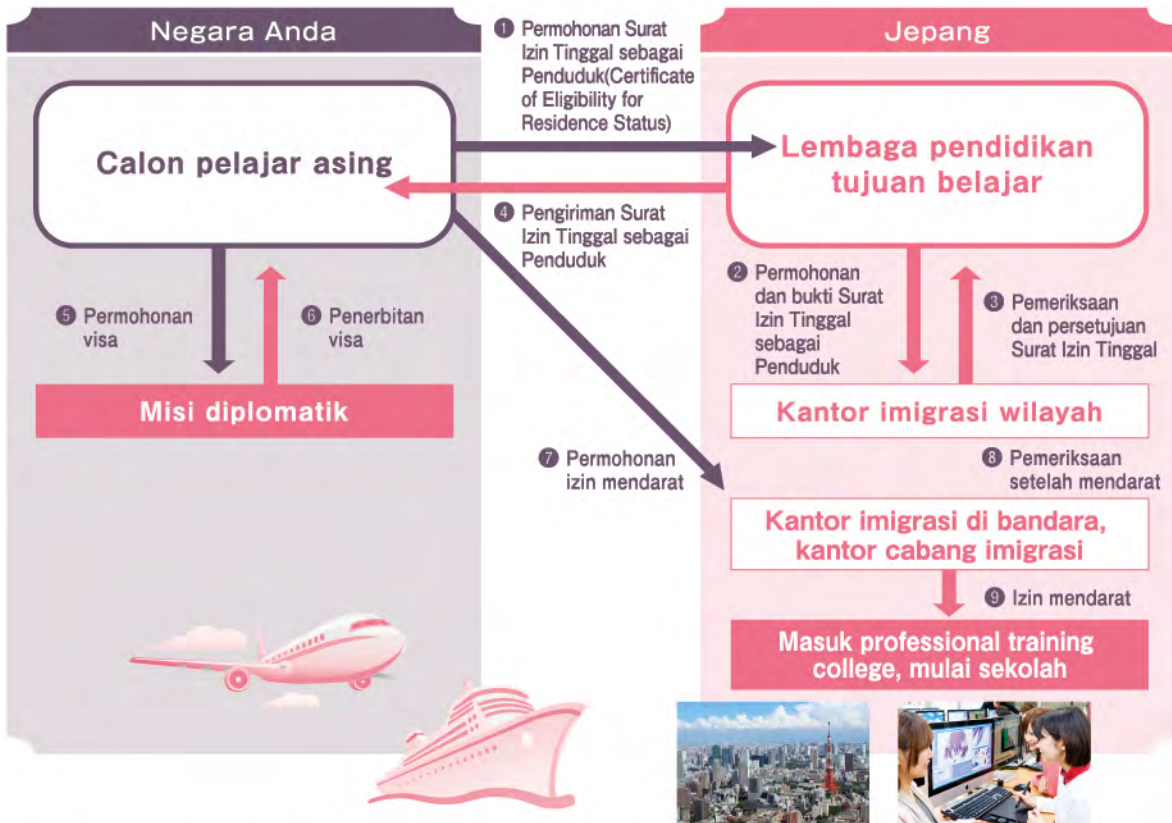 Negara Anda
Jepang
❶ Permohonan Surat
Izin Tinggal sebagai
Penduduk(Certificate
of Eligibility for
Residence Status)
Calon pelajar asing
Lembaga pendidikan
tujuan belajar
❹ Pengiriman Surat
Izin Tinggal sebagai
Penduduk
❷ Permohonan
dan bukti Surat
Izin Tinggal
sebagai
Penduduk
❸ Pemeriksaan
dan persetujuan
Surat Izin Tinggal
❺ Permohonan
visa
❻ Penerbitan
visa
Misi diplomatik
Kantor imigrasi wilayah
❼ Permohonan
izin mendarat
❽ Pemeriksaan
setelah mendarat
Kantor imigrasi di bandara,
kantor cabang imigrasi
❾ Izin mendarat
Masuk professional training
college, mulai sekolah